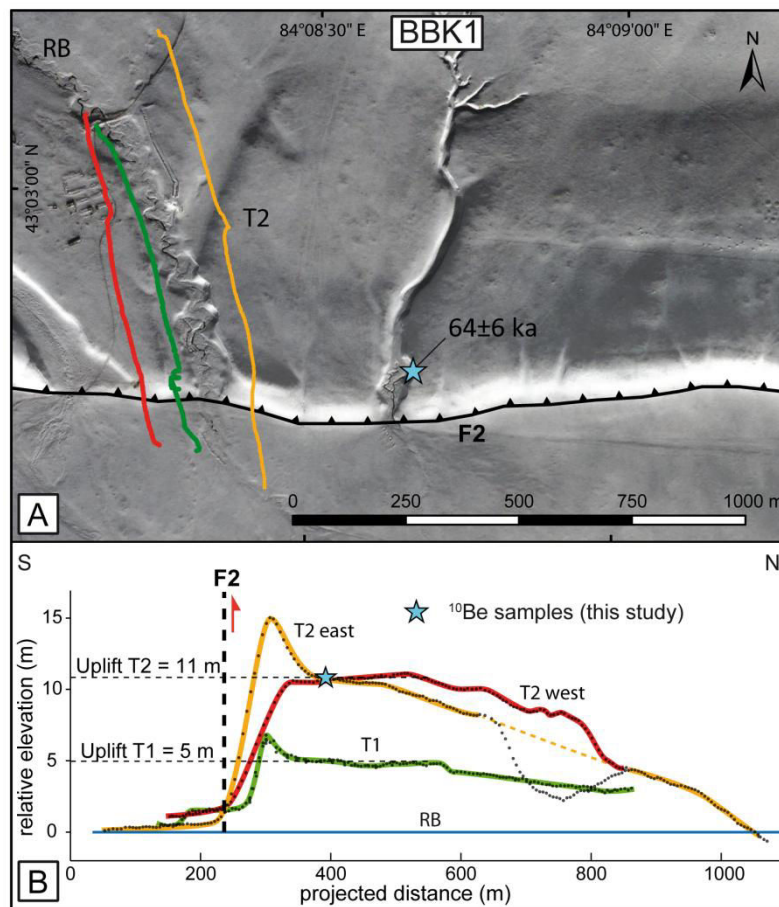 84°08'30" E
BBK1
84°09'00" E
RB
N
43°03'00" N
T2
64±6 ka
F2
0 250 500 750 1000 m
A
S
N
F2
15
¹⁰Be samples (this study)
T2 east
Uplift T2 = 11 m
10
T2 west
Uplift T1 = 5 m
T1
5
relative elevation (m)
RB
0
0 200 400 600 800 1000
B
projected distance (m)